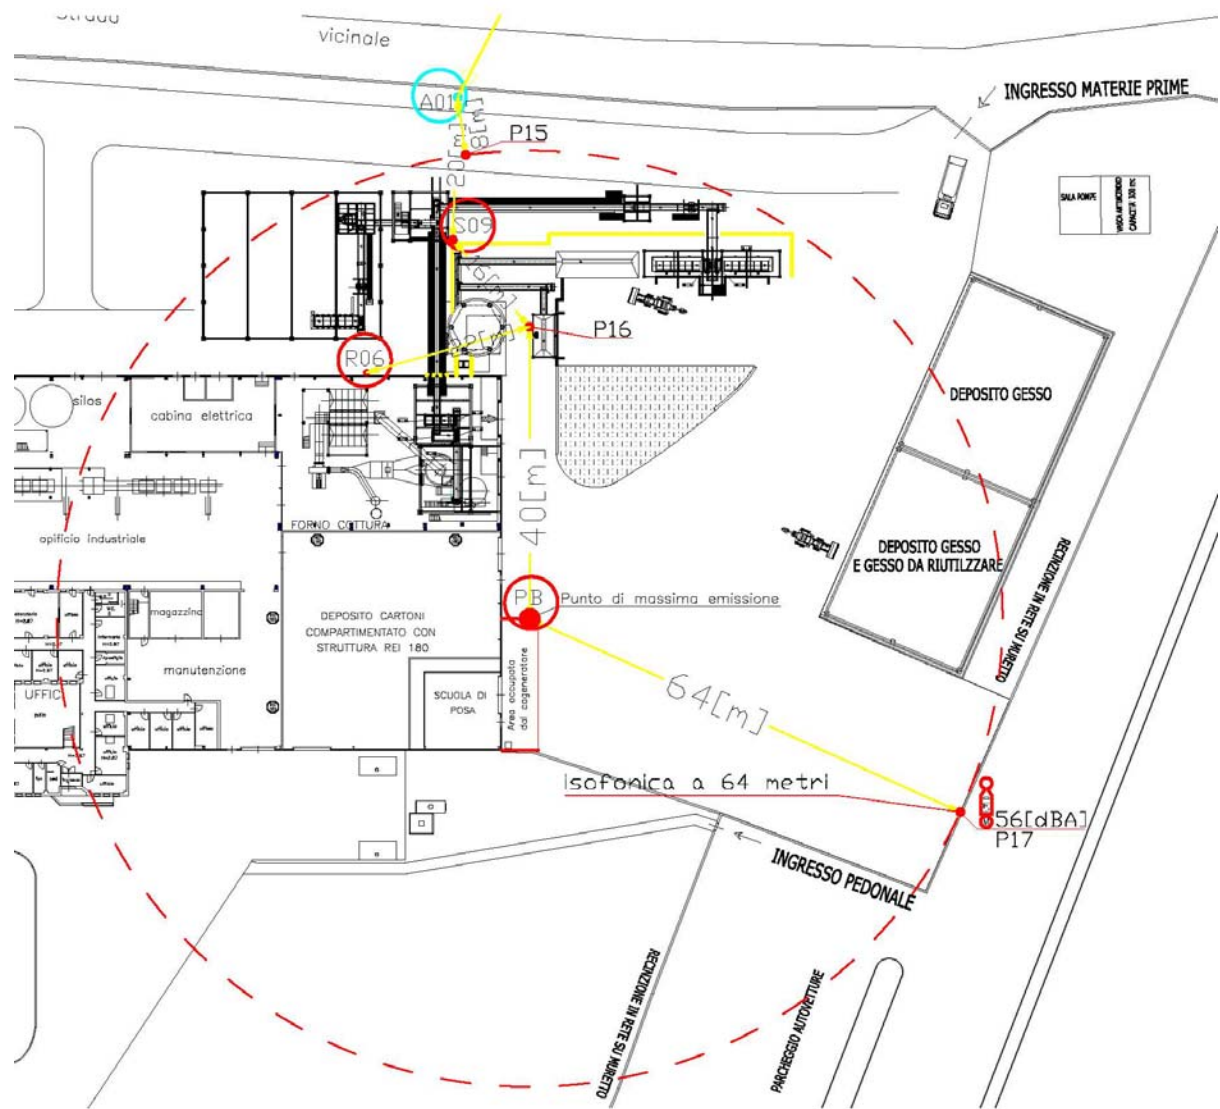 Strada
vicinale
INGRESSO MATERIE PRIME
A01
8[m]
P15
20[m]
SALA POMPE
S09
P16
R06
DEPOSITO GESSO
silos
cabina elettrica
40[m]
FORNO COTTURA
opificio industriale
DEPOSITO GESSO
E GESSO DA RIUTILZZARE
RECINZIONE IN RETE SU MURETTO
PB
Punto di massima emissione
magazzino
DEPOSITO CARTONI
COMPARTIMENTATO CON
STRUTTURA REI 180
manutenzione
UFFICI
SCUOLA DI
POSA
Area occupata
dal cogeneratore
64[m]
Isofonica a 64 metri
56[dBA]
P17
INGRESSO PEDONALE
RECINZIONE IN RETE SU MURETTO
PARCHEGGIO AUTOVETTURE